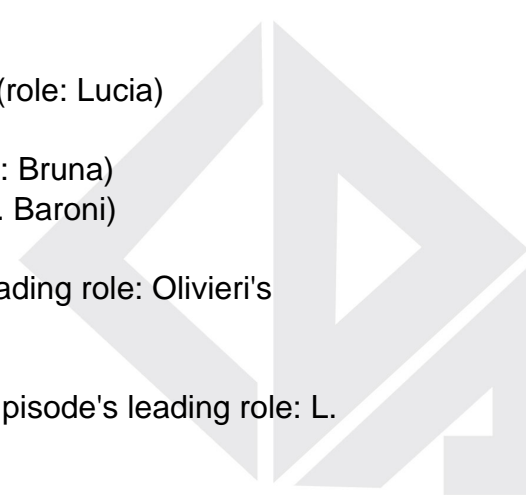 (role: Lucia)
: Bruna)
. Baroni)
ading role: Olivieri's
pisode's leading role: L.